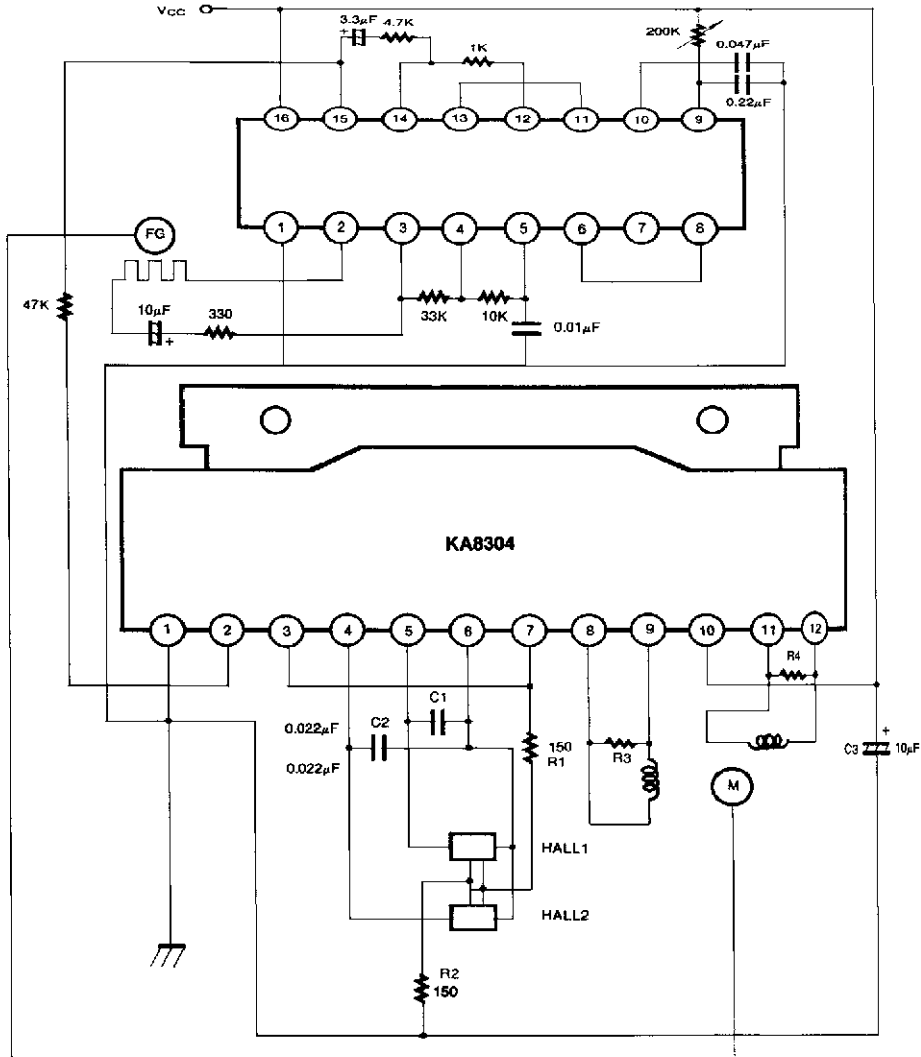 VCC
3.3µF 4.7K
1K
200K
0.047µF
0.22µF
16 15 14 13 12 11 10 9
1 2 3 4 5 6 7 8
FG
47K
10µF
+
330
33K
10K
0.01µF
KA8304
1 2 3 4 5 6 7 8 9 10 11 12
R4
C1
0.022µF
C2
0.022µF
150
R1
R3
C3
+
10µF
M
HALL1
HALL2
R2
150